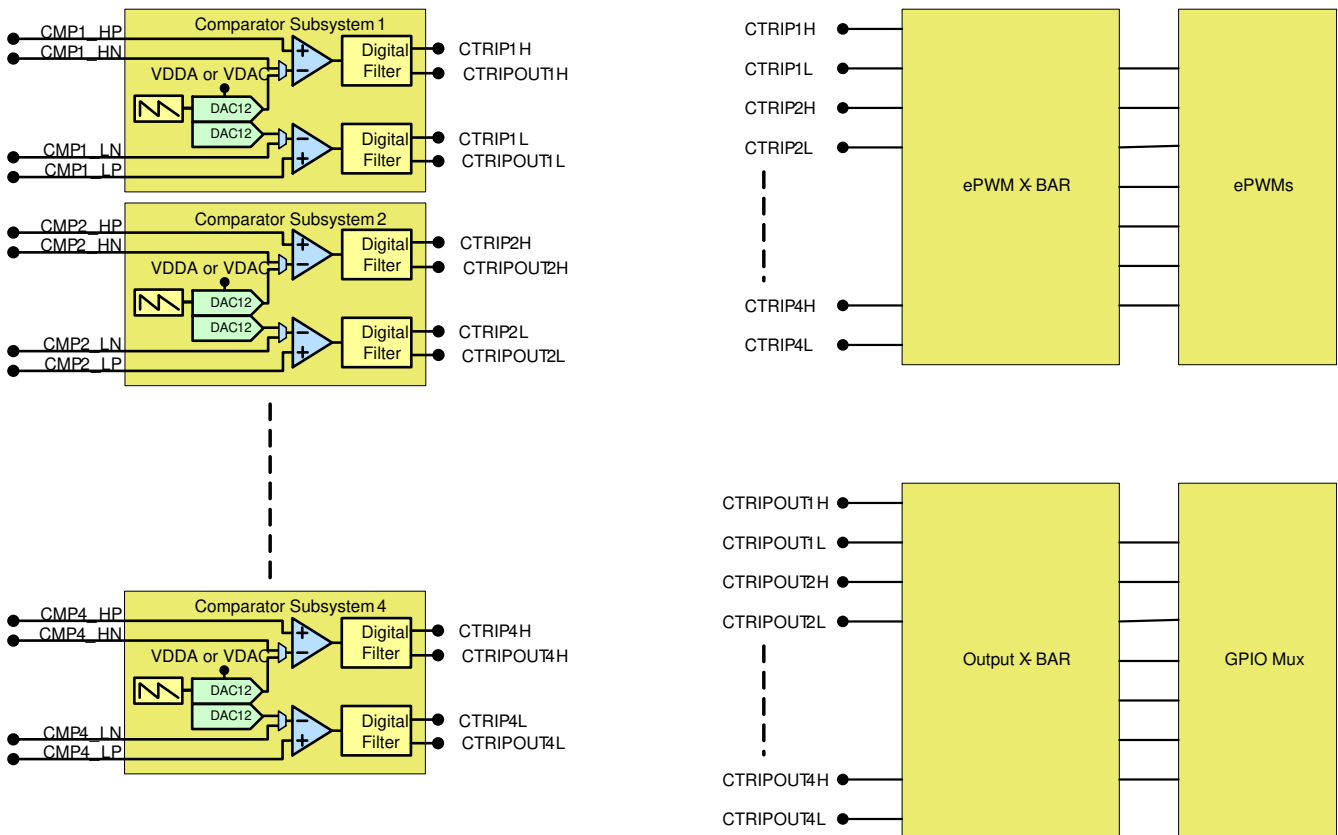 Comparator Subsystem 1
CMP1_HP
CMP1_HN
VDDA or VDAC
DAC12
DAC12
Digital
Filter
CTRIP1H
CTRIPOUT1H
CMP1_LN
CMP1_LP
Digital
Filter
CTRIP1L
CTRIPOUT1L
Comparator Subsystem 2
CMP2_HP
CMP2_HN
VDDA or VDAC
DAC12
DAC12
Digital
Filter
CTRIP2H
CTRIPOUT2H
CMP2_LN
CMP2_LP
Digital
Filter
CTRIP2L
CTRIPOUT2L
Comparator Subsystem 4
CMP4_HP
CMP4_HN
VDDA or VDAC
DAC12
DAC12
Digital
Filter
CTRIP4H
CTRIPOUT4H
CMP4_LN
CMP4_LP
Digital
Filter
CTRIP4L
CTRIPOUT4L
CTRIP1H
CTRIP1L
CTRIP2H
CTRIP2L
CTRIP4H
CTRIP4L
ePWM X-BAR
ePWMs
CTRIPOUT1H
CTRIPOUT1L
CTRIPOUT2H
CTRIPOUT2L
CTRIPOUT4H
CTRIPOUT4L
Output X-BAR
GPIO Mux